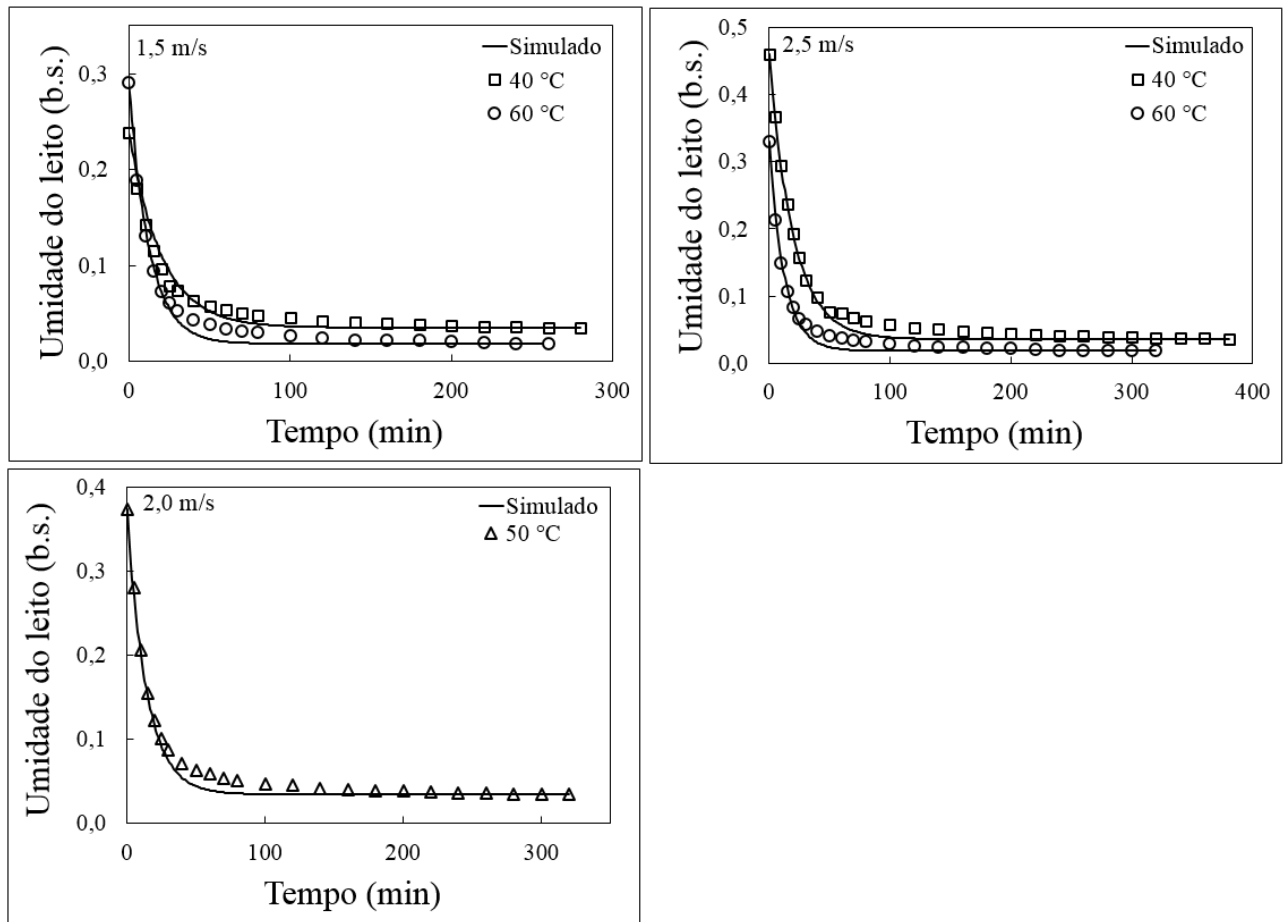 1,5 m/s
Simulado
40 °C
60 °C
Umidade do leito (b.s.)
0,3
0,2
0,1
0,0
0 100 200 300
Tempo (min)
2,5 m/s
Simulado
40 °C
60 °C
Umidade do leito (b.s.)
0,5
0,4
0,3
0,2
0,1
0,0
0 100 200 300 400
Tempo (min)
2,0 m/s
Simulado
50 °C
Umidade do leito (b.s.)
0,4
0,3
0,2
0,1
0,0
0 100 200 300
Tempo (min)